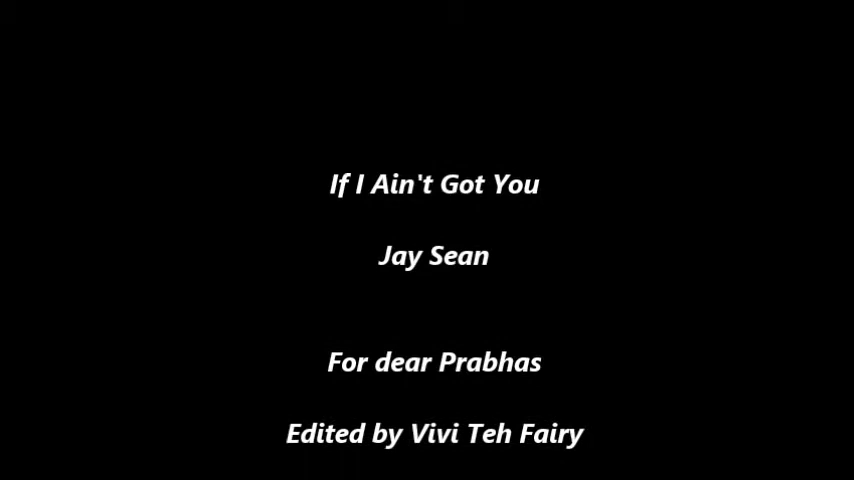 If I Ain't Got You
Jay Sean
For dear Prabhas
Edited by Vivi Teh Fairy